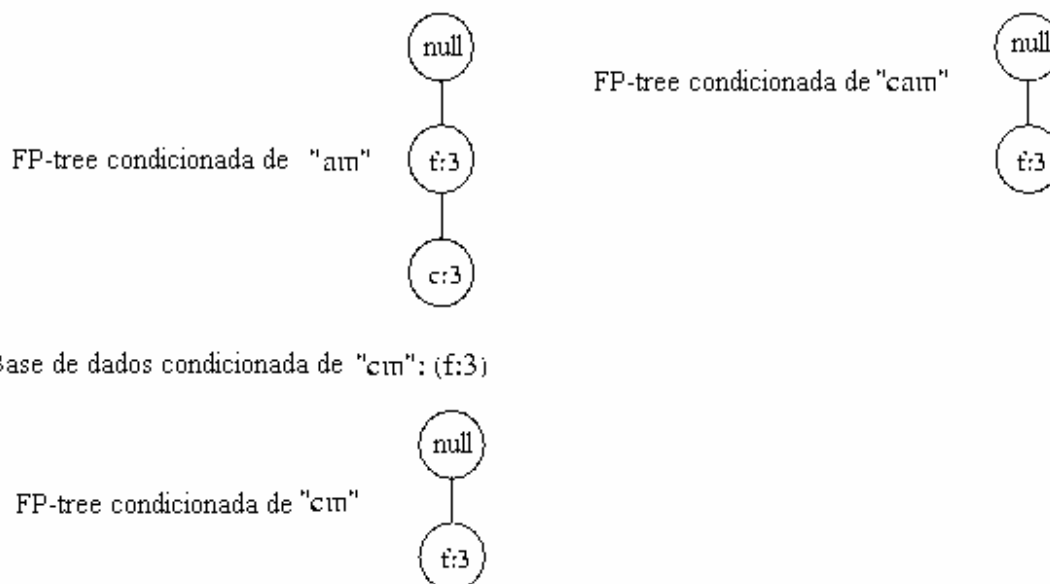 null
FP-tree condicionada de "am"
f:3
c:3
FP-tree condicionada de "cam"
null
f:3
Base de dados condicionada de "cm": (f:3)
null
FP-tree condicionada de "cm"
f:3